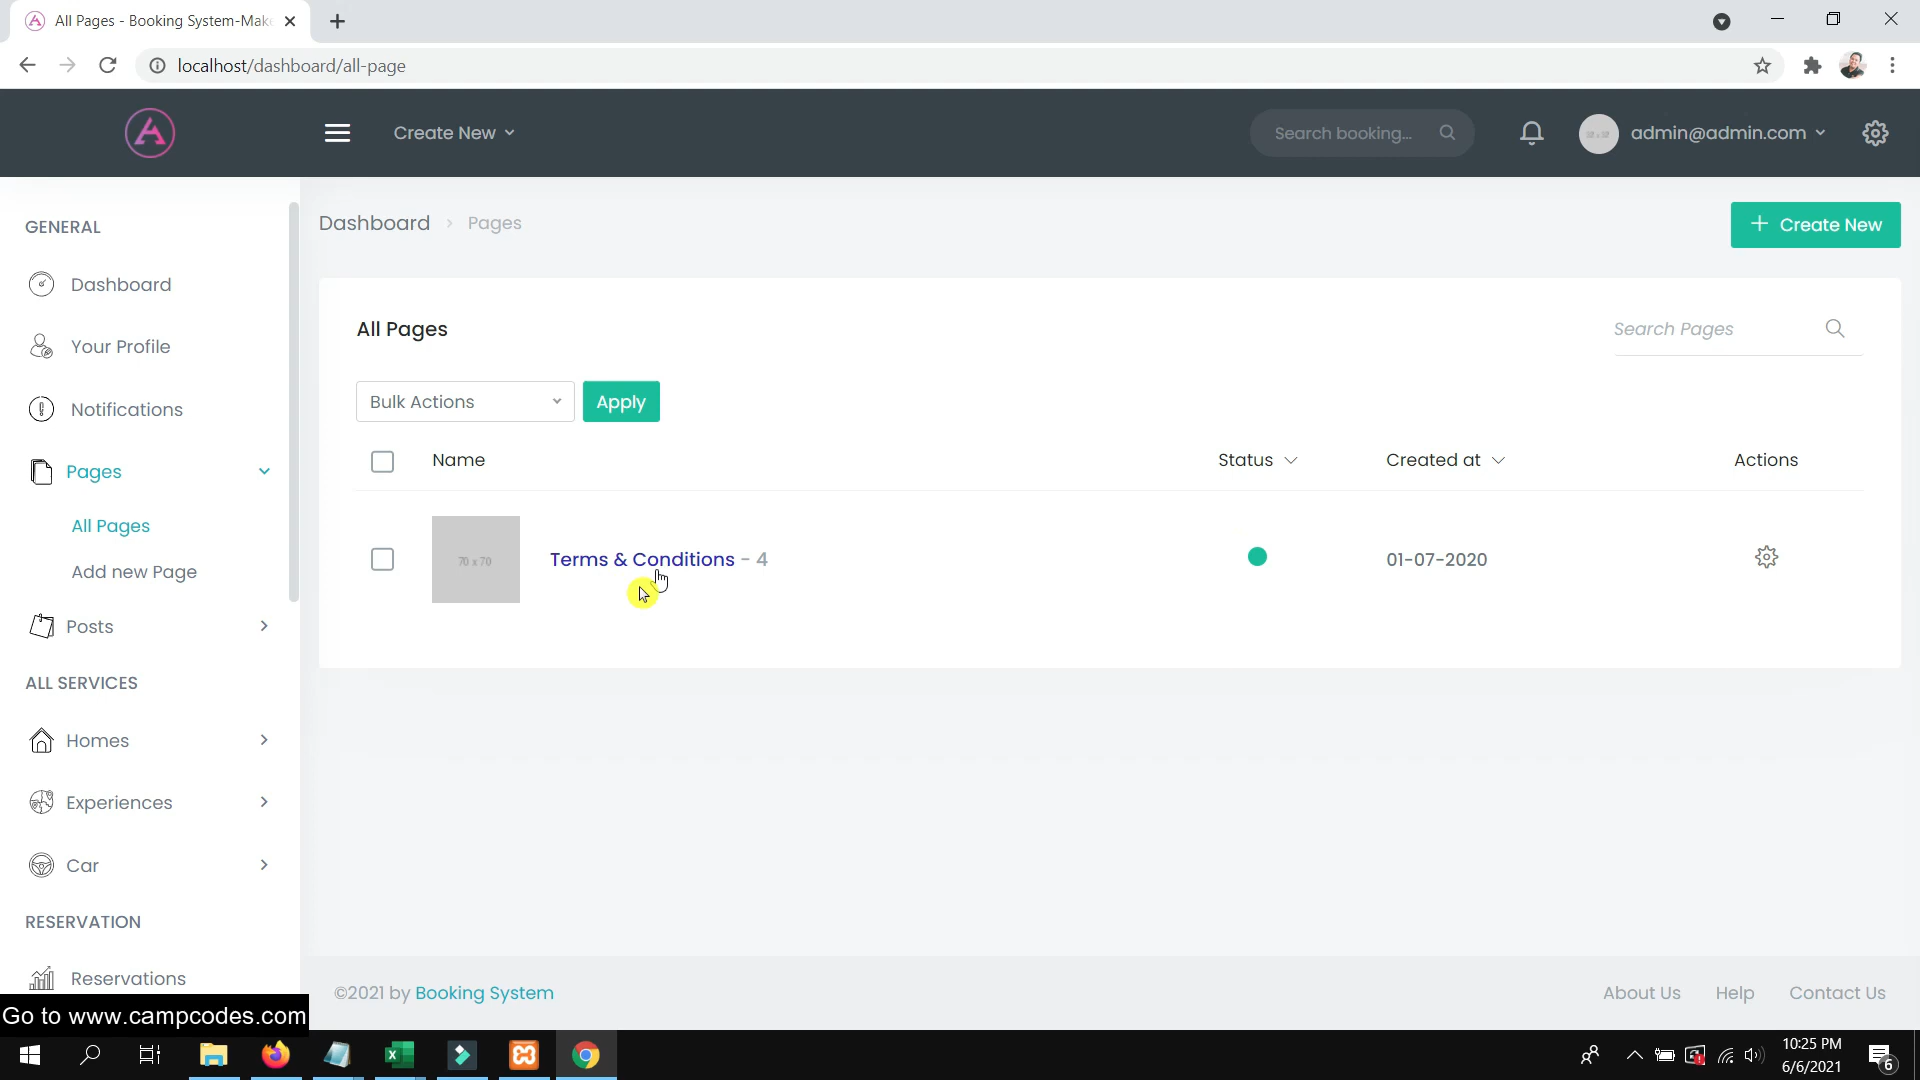 All Pages - Booking System-Make
localhost/dashboard/all-page
Create New
Search booking...
admin@admin.com
GENERAL
Dashboard
Your Profile
Notifications
Pages
All Pages
Add new Page
Posts
ALL SERVICES
Homes
Experiences
Car
RESERVATION
Reservations
Dashboard > Pages
+ Create New
All Pages
Search Pages
Bulk Actions
Apply
Name
Status
Created at
Actions
70 x 70
Terms & Conditions - 4
01-07-2020
©2021 by Booking System
About Us
Help
Contact Us
Go to www.campcodes.com
10:25 PM
6/6/2021
6